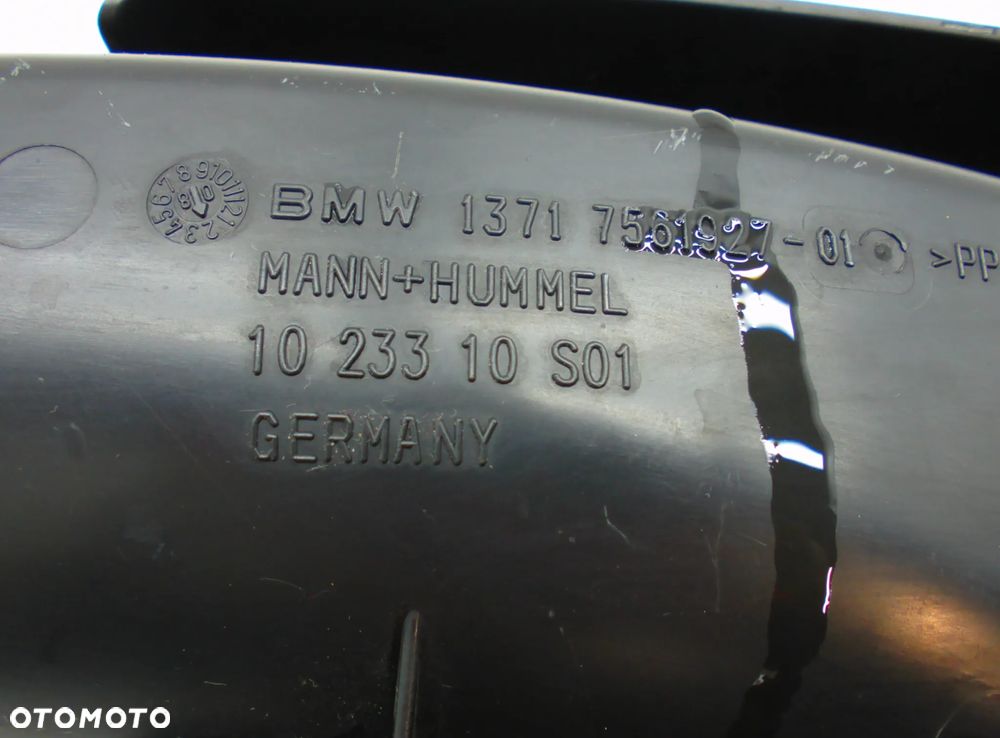 BMW 1371 7561927-01 >PP
MANN+HUMMEL
10 233 10 S01
GERMANY
OTOMOTO